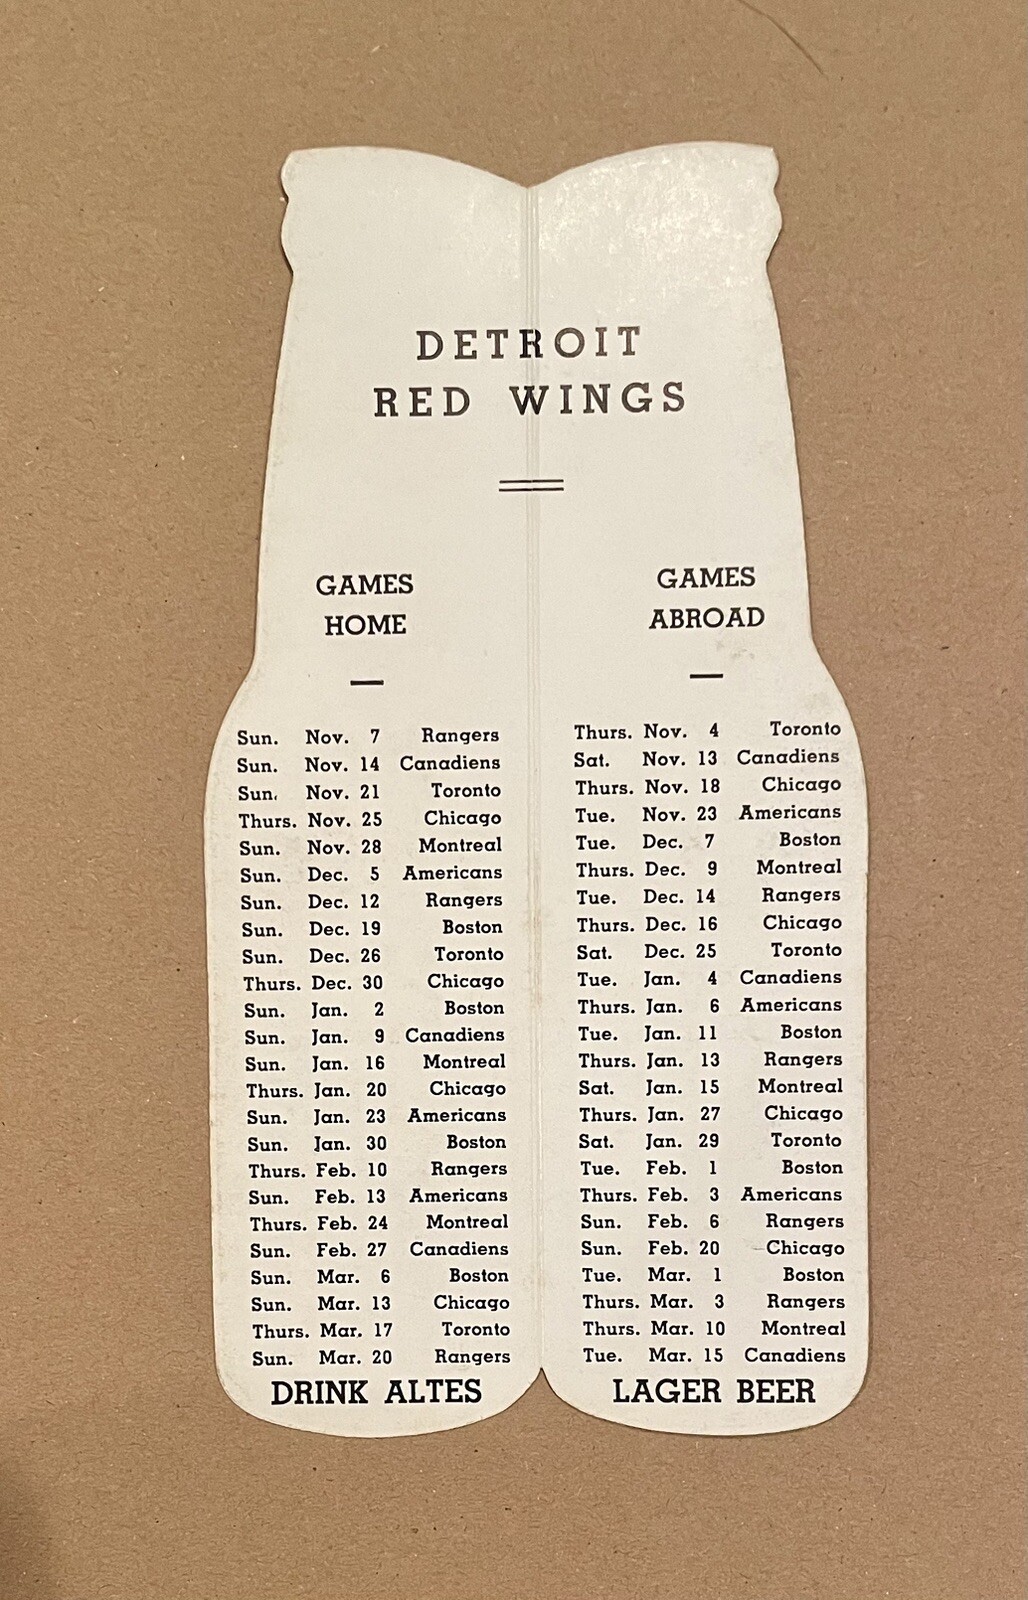 DETROIT
RED WINGS
GAMES
HOME
Sun. Nov. 7 Rangers
Sun. Nov. 14 Canadiens
Sun. Nov. 21 Toronto
Thurs. Nov. 25 Chicago
Sun. Nov. 28 Montreal
Sun. Dec. 5 Americans
Sun. Dec. 12 Rangers
Sun. Dec. 19 Boston
Sun. Dec. 26 Toronto
Thurs. Dec. 30 Chicago
Sun. Jan. 2 Boston
Sun. Jan. 9 Canadiens
Sun. Jan. 16 Montreal
Thurs. Jan. 20 Chicago
Sun. Jan. 23 Americans
Sun. Jan. 30 Boston
Thurs. Feb. 10 Rangers
Sun. Feb. 13 Americans
Thurs. Feb. 24 Montreal
Sun. Feb. 27 Canadiens
Sun. Mar. 6 Boston
Sun. Mar. 13 Chicago
Thurs. Mar. 17 Toronto
Sun. Mar. 20 Rangers
DRINK ALTES
GAMES
ABROAD
Thurs. Nov. 4 Toronto
Sat. Nov. 13 Canadiens
Thurs. Nov. 18 Chicago
Tue. Nov. 23 Americans
Tue. Dec. 7 Boston
Thurs. Dec. 9 Montreal
Tue. Dec. 14 Rangers
Thurs. Dec. 16 Chicago
Sat. Dec. 25 Toronto
Tue. Jan. 4 Canadiens
Thurs. Jan. 6 Americans
Tue. Jan. 11 Boston
Thurs. Jan. 13 Rangers
Sat. Jan. 15 Montreal
Thurs. Jan. 27 Chicago
Sat. Jan. 29 Toronto
Tue. Feb. 1 Boston
Thurs. Feb. 3 Americans
Sun. Feb. 6 Rangers
Sun. Feb. 20 Chicago
Tue. Mar. 1 Boston
Thurs. Mar. 3 Rangers
Thurs. Mar. 10 Montreal
Tue. Mar. 15 Canadiens
LAGER BEER